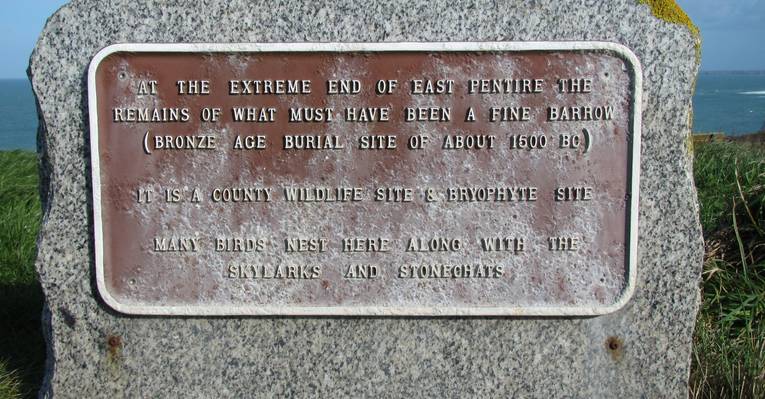 AT THE EXTREME END OF EAST PENTIRE THE
REMAINS OF WHAT MUST HAVE BEEN A FINE BARROW
(BRONZE AGE BURIAL SITE OF ABOUT 1500 BC)
IT IS A COUNTY WILDLIFE SITE & BRYOPHYTE SITE
MANY BIRDS NEST HERE ALONG WITH THE
SKYLARKS AND STONECHATS